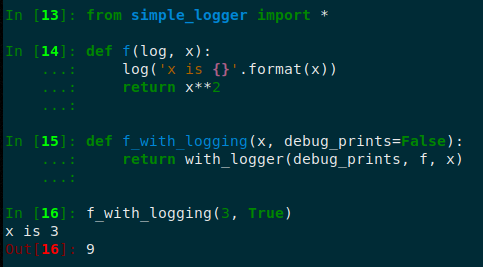 In [13]: from simple_logger import *
In [14]: def f(log, x):
    ...:     log('x is {}'.format(x))
    ...:     return x**2
    ...:
In [15]: def f_with_logging(x, debug_prints=False):
    ...:     return with_logger(debug_prints, f, x)
    ...:
In [16]: f_with_logging(3, True)
x is 3
Out[16]: 9